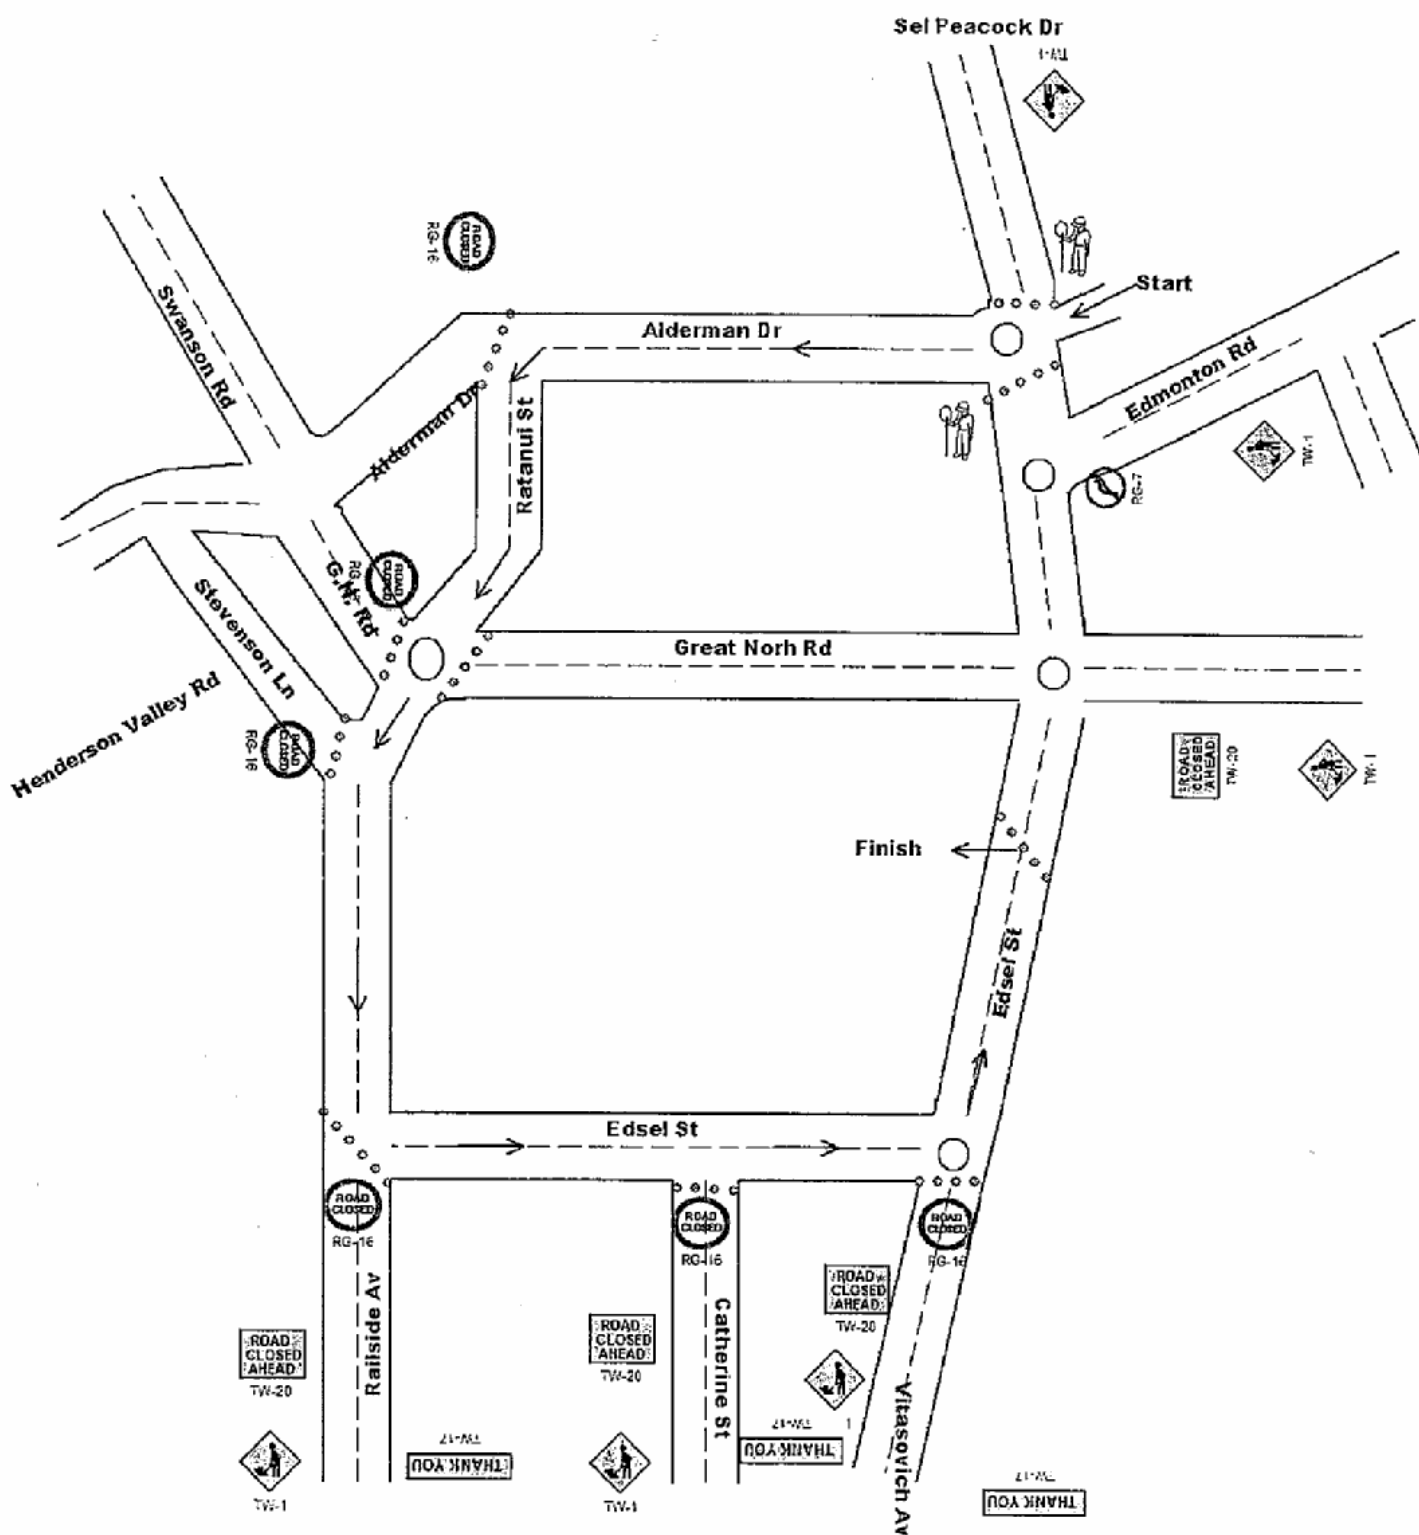 Sel Peacock Dr
TW-1
ROAD
CLOSED
RG-16
Start
Swanson Rd
Alderman Dr
Edmonton Rd
Alderman Dr
Ratanui St
TW-1
RG-7
ROAD
CLOSED
G.N. Rd
Stevenson Ln
Great Norh Rd
Henderson Valley Rd
ROAD
CLOSED
RG-16
ROAD
CLOSED
AHEAD
TW-20
TW-1
Finish
Edsel St
Edsel St
ROAD
CLOSED
RG-16
ROAD
CLOSED
RG-16
ROAD
CLOSED
RG-16
ROAD
CLOSED
AHEAD
TW-20
Railside Av
ROAD
CLOSED
AHEAD
TW-20
Catherine St
ROAD
CLOSED
AHEAD
TW-20
Vitasovich Av
TW-1
TW-17
THANK YOU
TW-1
TW-17
THANK YOU
1
TW-17
THANK YOU